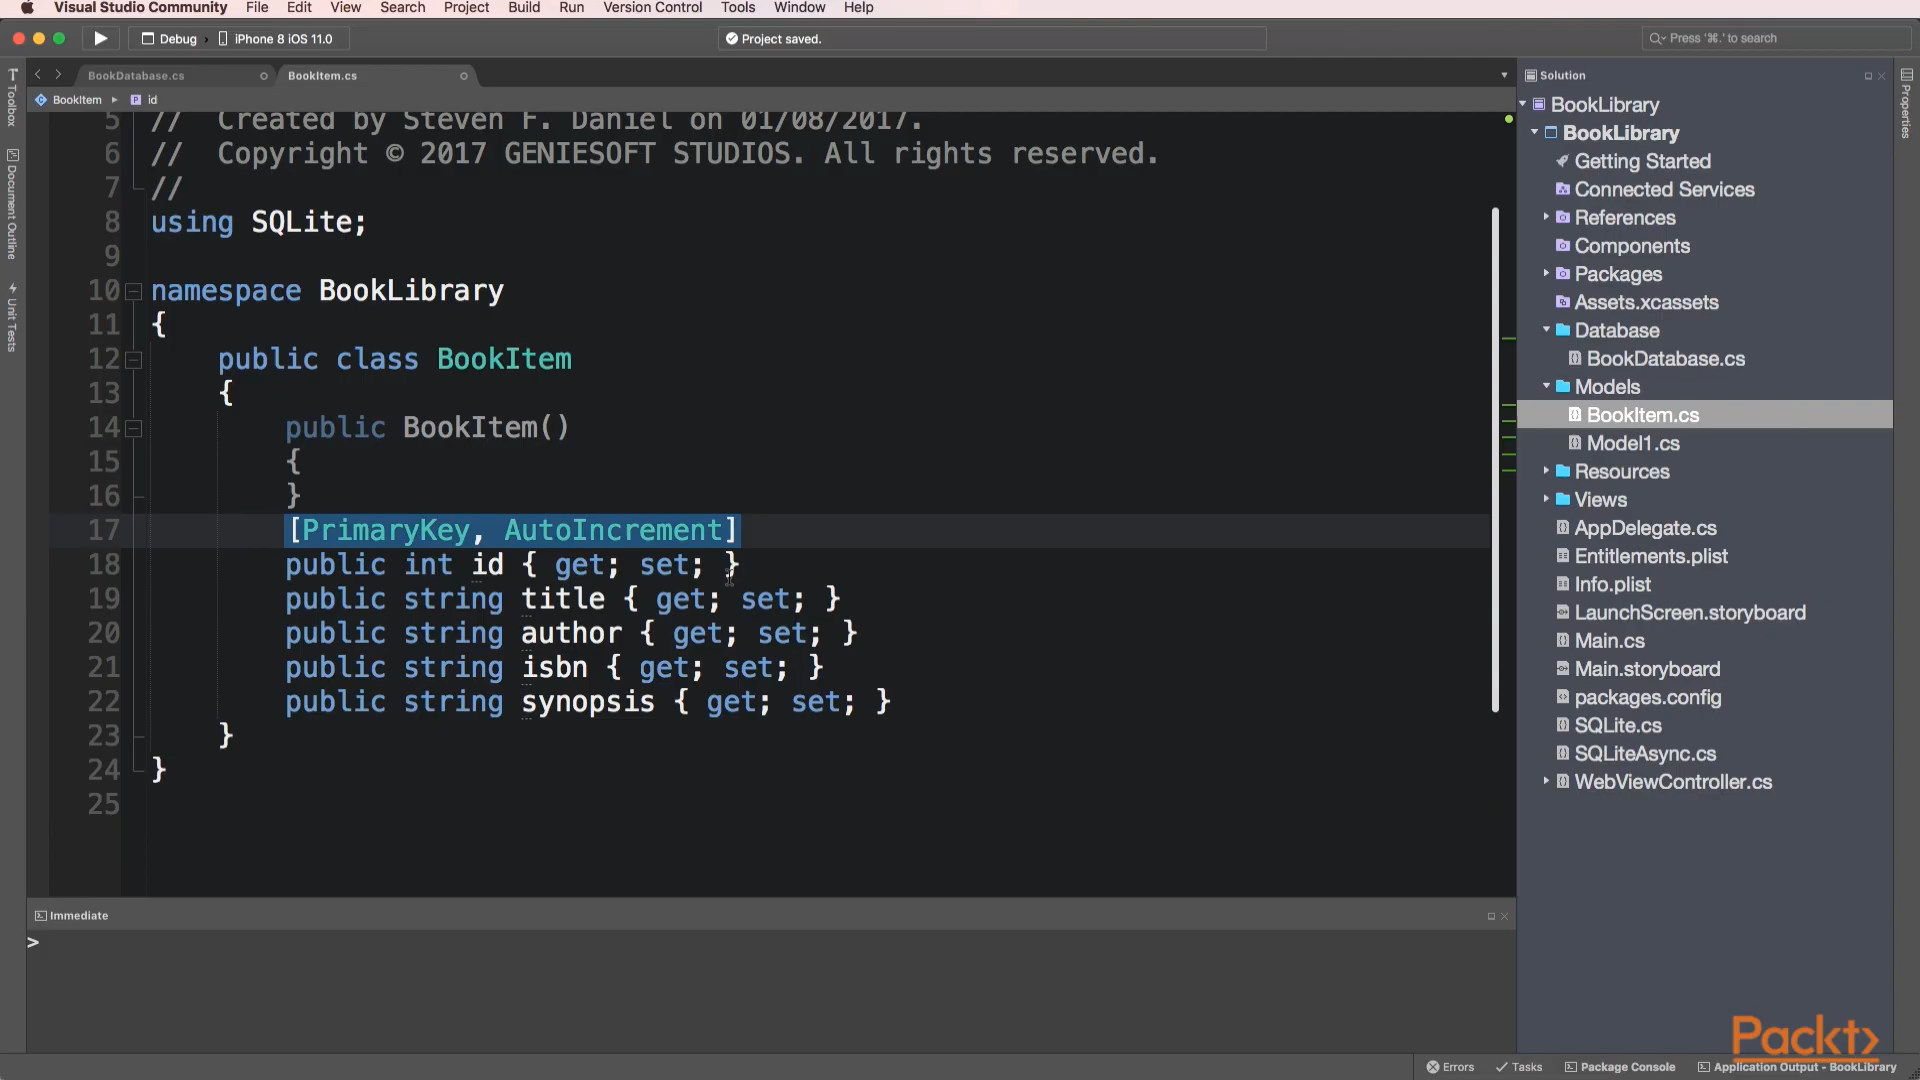 Visual Studio Community File Edit View Search Project Build Run Version Control Tools Window Help
Debug › iPhone 8 iOS 11.0
Project saved.
Press '⌘.' to search
Toolbox
Document Outline
Unit Tests
BookDatabase.cs
BookItem.cs
BookItem ▸ id
5 // Created by Steven F. Daniel on 01/08/2017.
6 // Copyright © 2017 GENIESOFT STUDIOS. All rights reserved.
7 //
8 using SQLite;
9
10 namespace BookLibrary
11 {
12 public class BookItem
13 {
14 public BookItem()
15 {
16 }
17 [PrimaryKey, AutoIncrement]
18 public int id { get; set; }
19 public string title { get; set; }
20 public string author { get; set; }
21 public string isbn { get; set; }
22 public string synopsis { get; set; }
23 }
24 }
25
Immediate
>
Solution
BookLibrary
BookLibrary
Getting Started
Connected Services
References
Components
Packages
Assets.xcassets
Database
BookDatabase.cs
Models
BookItem.cs
Model1.cs
Resources
Views
AppDelegate.cs
Entitlements.plist
Info.plist
LaunchScreen.storyboard
Main.cs
Main.storyboard
packages.config
SQLite.cs
SQLiteAsync.cs
WebViewController.cs
Properties
Packt>
Errors Tasks Package Console Application Output - BookLibrary